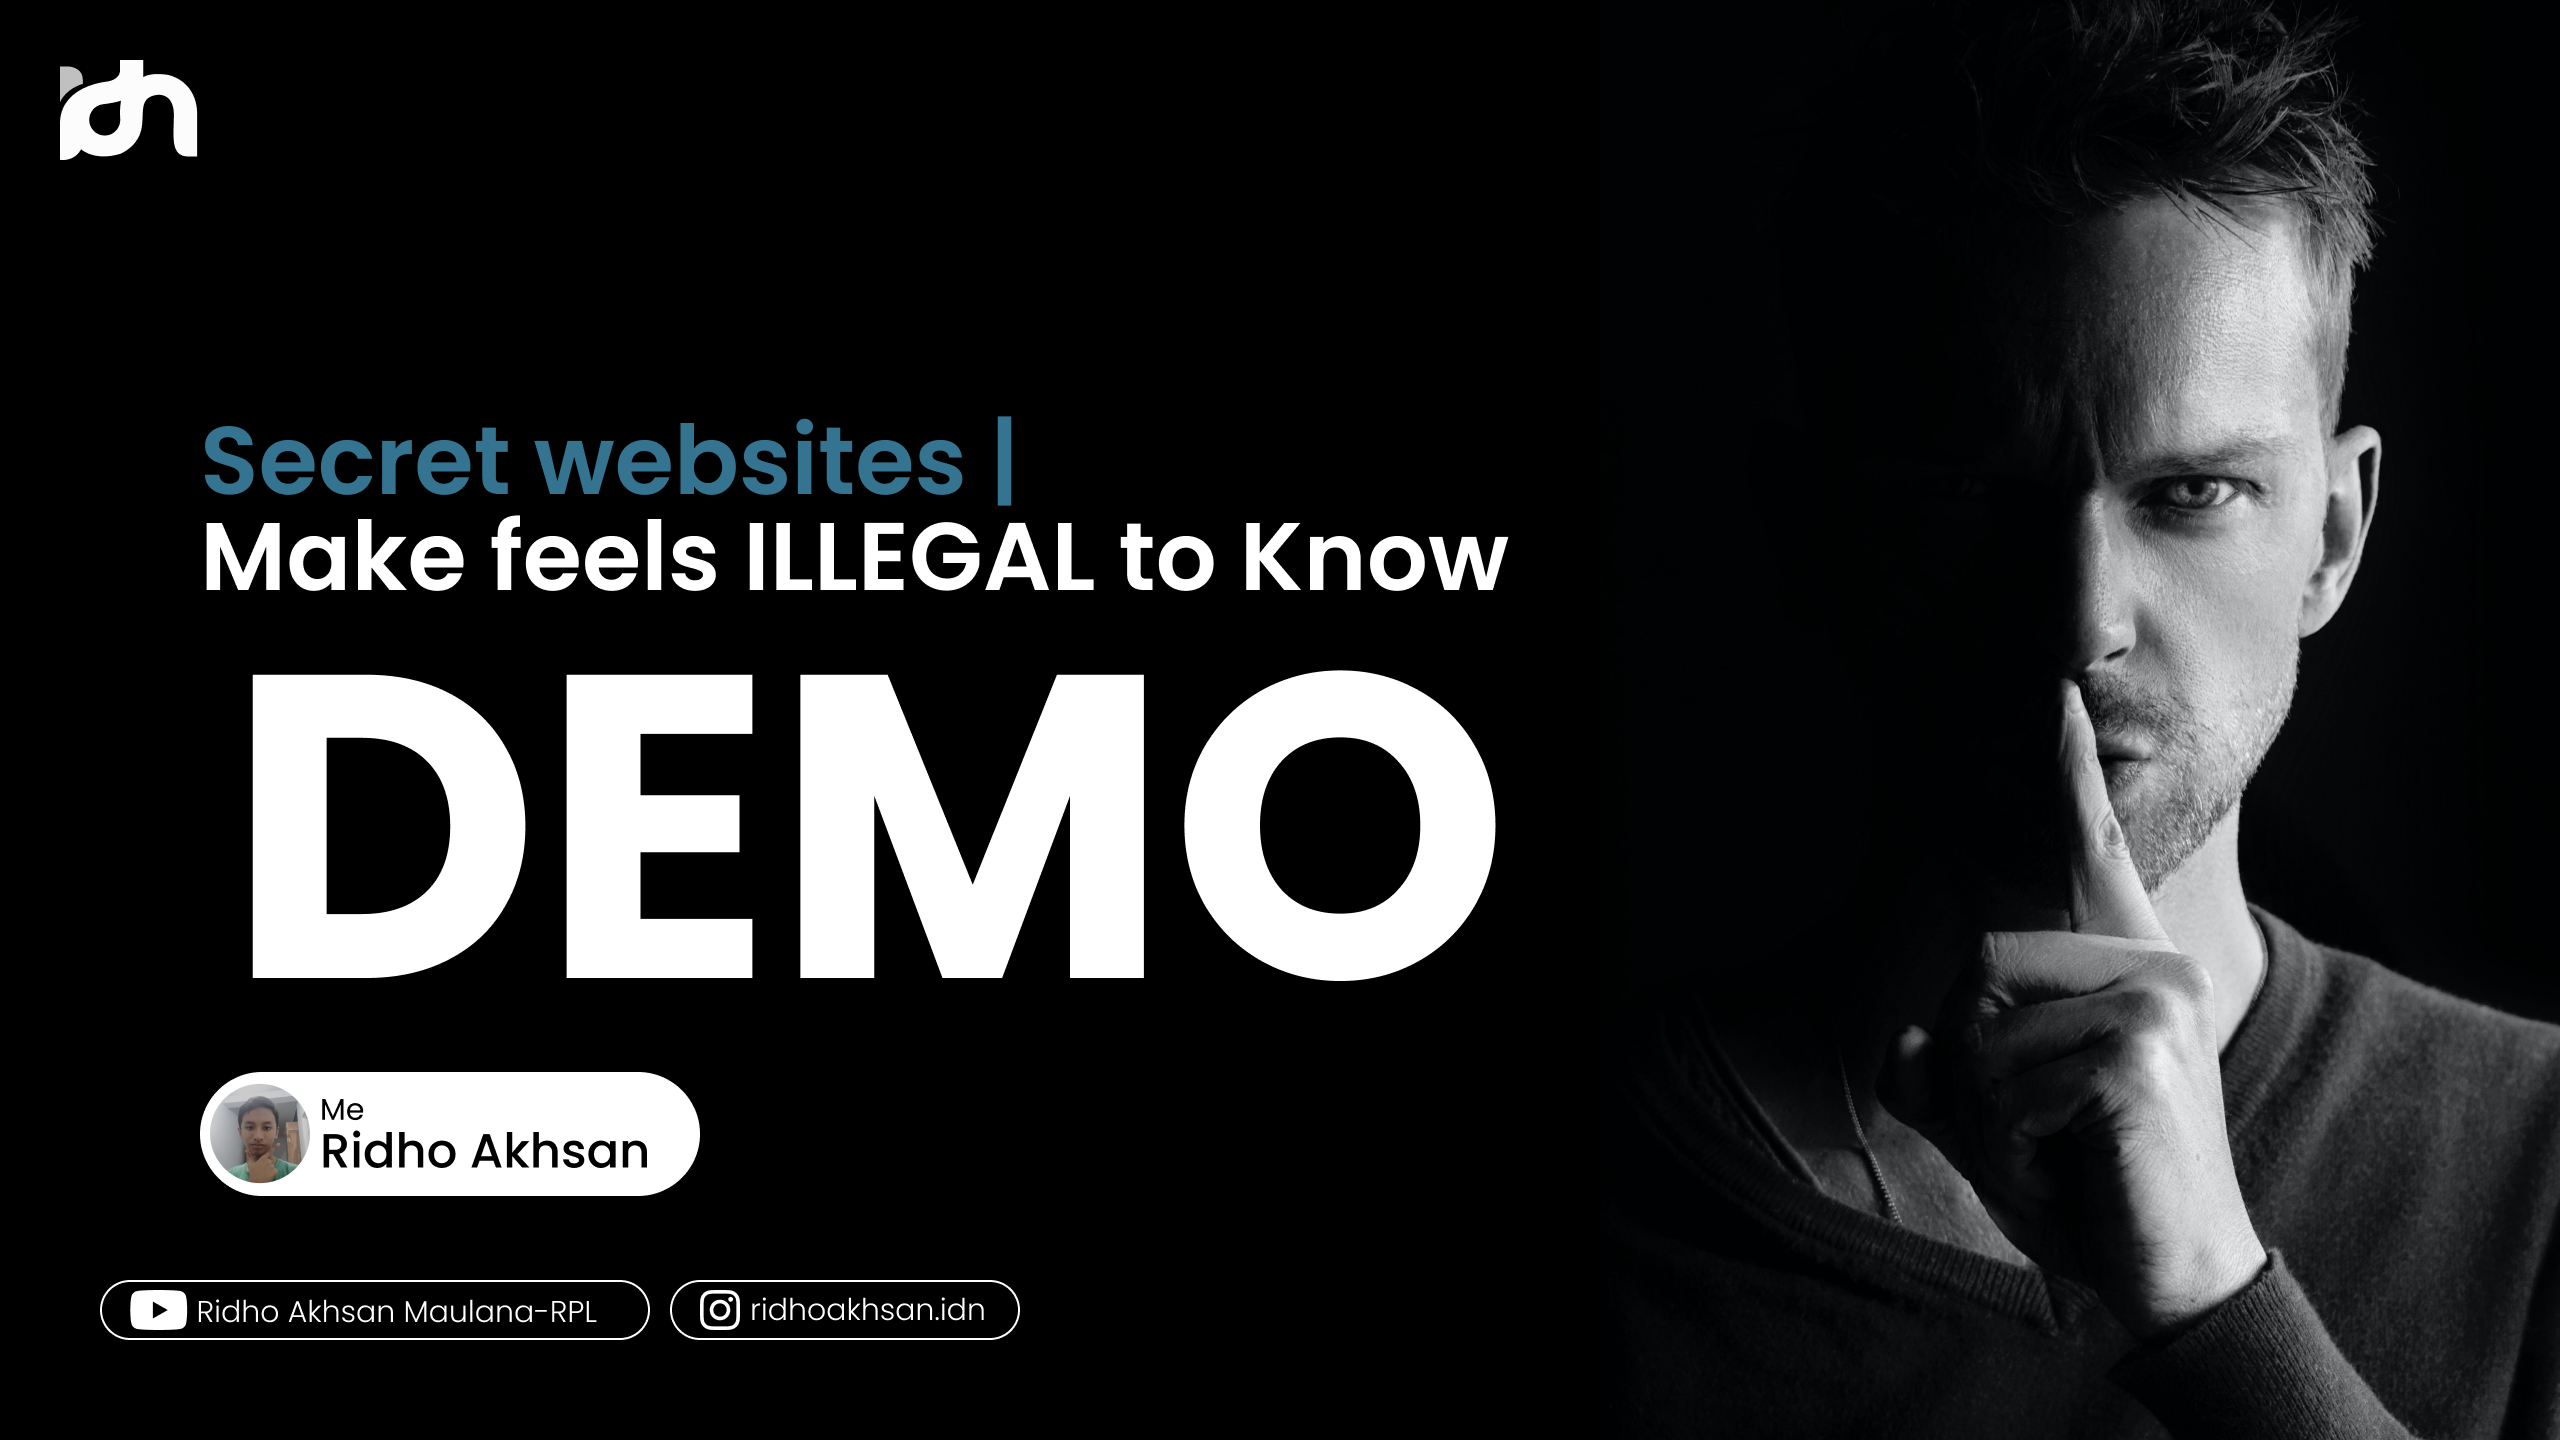 idn
Secret websites |
Make feels ILLEGAL to Know
DEMO
Me
Ridho Akhsan
Ridho Akhsan Maulana-RPL
ridhoakhsan.idn